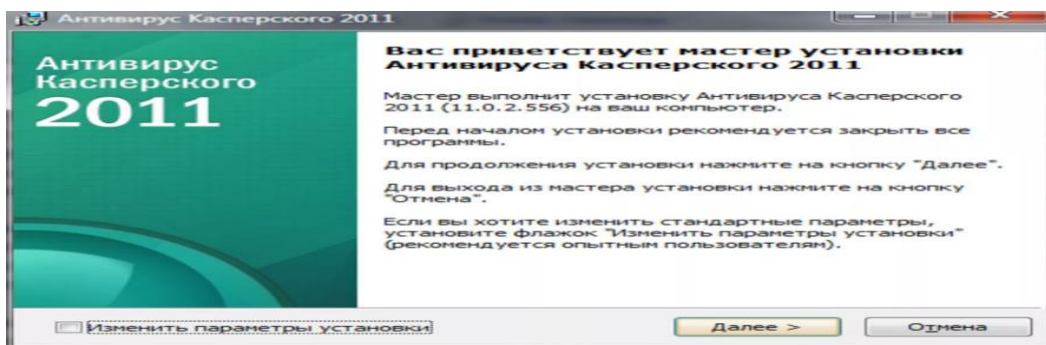 Антивирус Касперского 2011
Антивирус
Касперского
2011
Вас приветствует мастер установки
Антивируса Касперского 2011
Мастер выполнит установку Антивируса Касперского
2011 (11.0.2.556) на ваш компьютер.
Перед началом установки рекомендуется закрыть все
программы.
Для продолжения установки нажмите на кнопку "Далее".
Для выхода из мастера установки нажмите на кнопку
"Отмена".
Если вы хотите изменить стандартные параметры,
установите флажок "Изменить параметры установки"
(рекомендуется опытным пользователям).
Изменить параметры установки
Далее >
Отмена